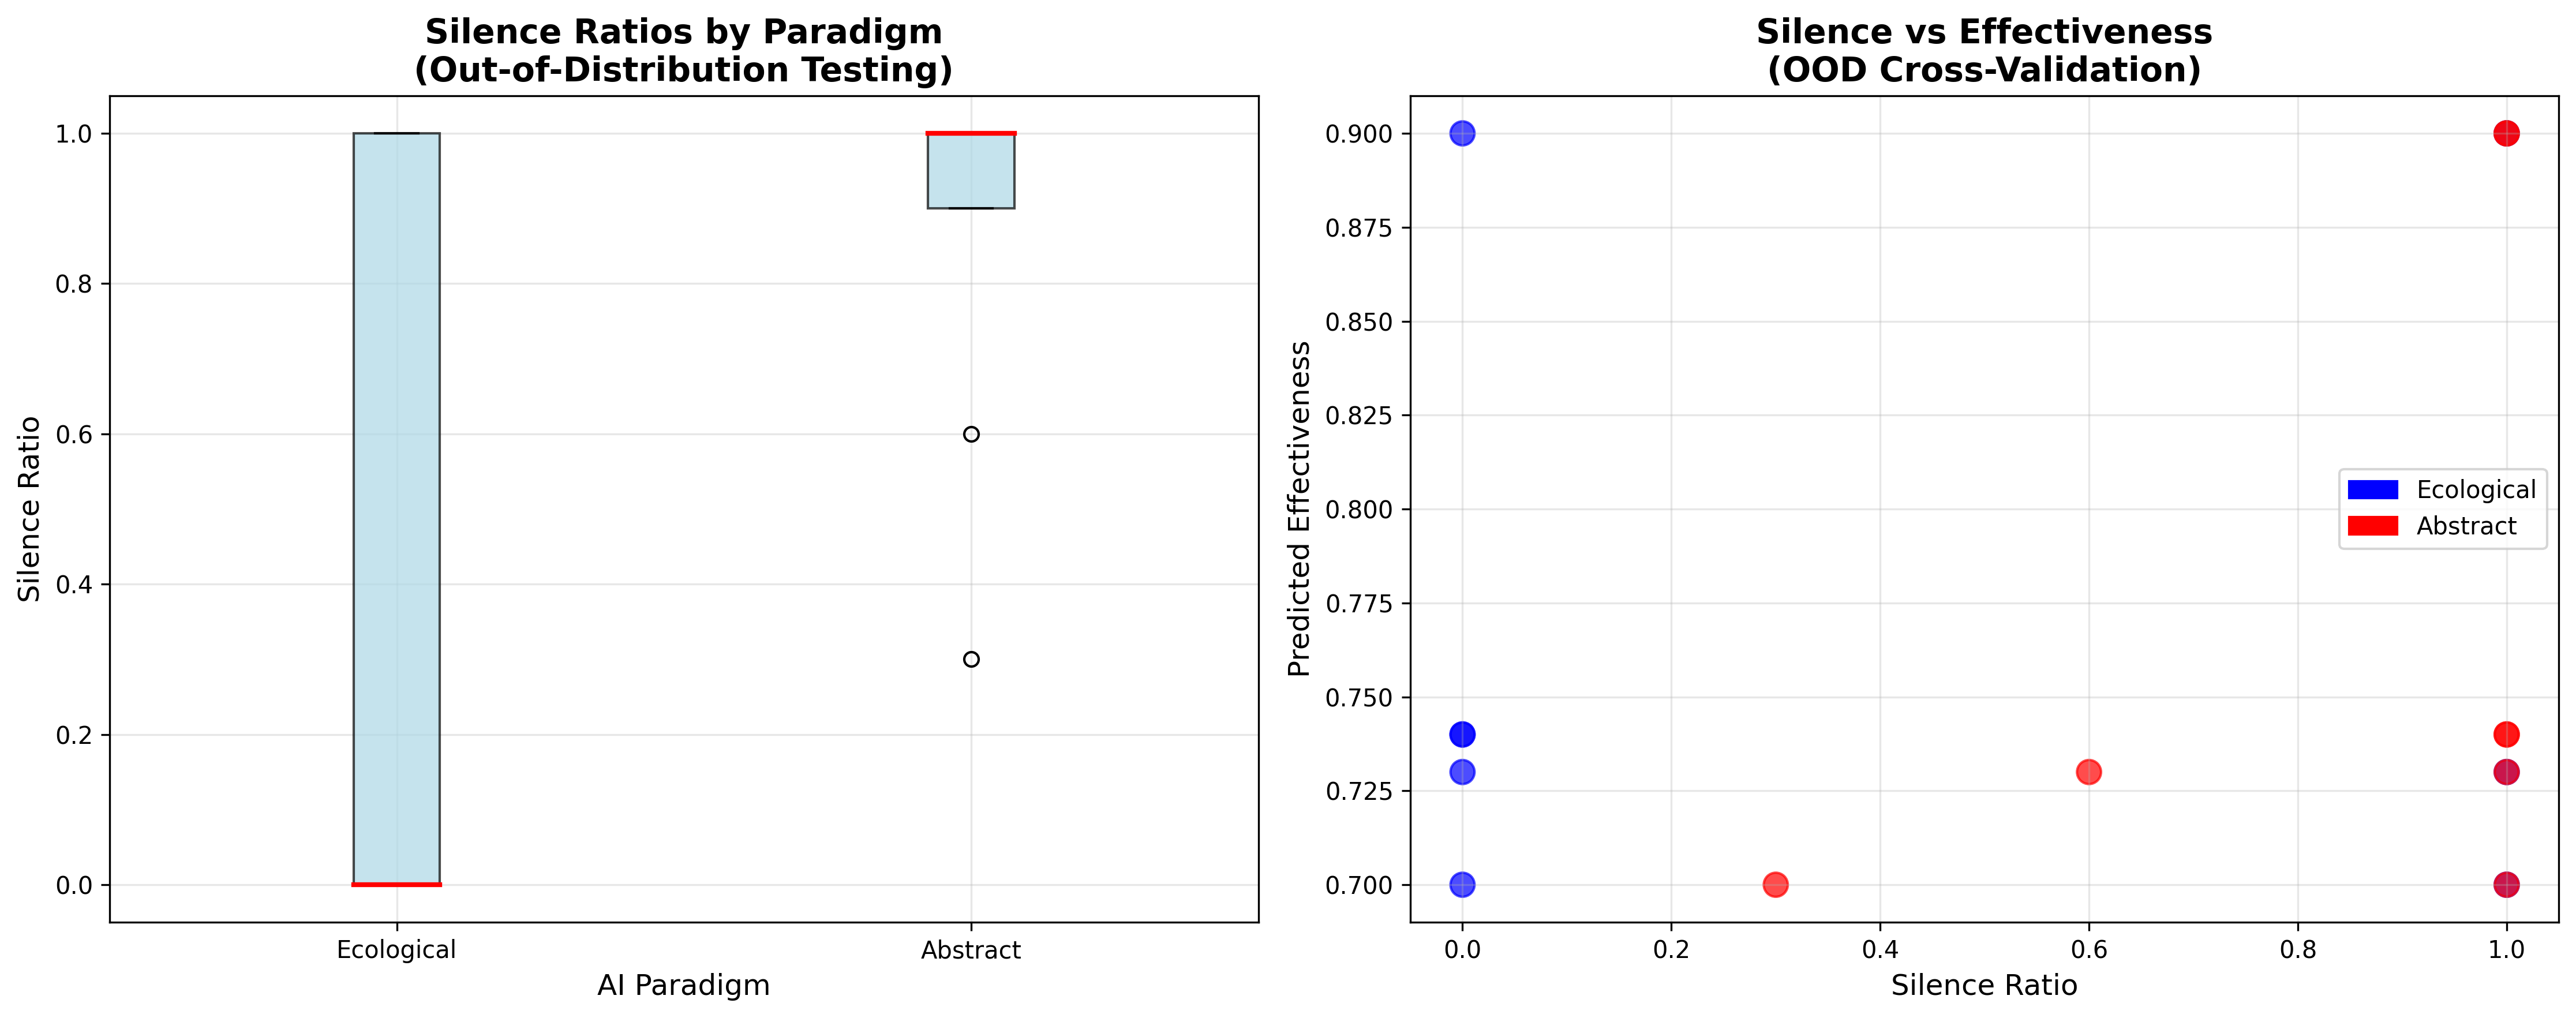 Silence Ratios by Paradigm
(Out-of-Distribution Testing)
Silence Ratio
1.0
0.8
0.6
0.4
0.2
0.0
Ecological
Abstract
AI Paradigm
Silence vs Effectiveness
(OOD Cross-Validation)
Predicted Effectiveness
0.900
0.875
0.850
0.825
0.800
0.775
0.750
0.725
0.700
Ecological
Abstract
0.0
0.2
0.4
0.6
0.8
1.0
Silence Ratio